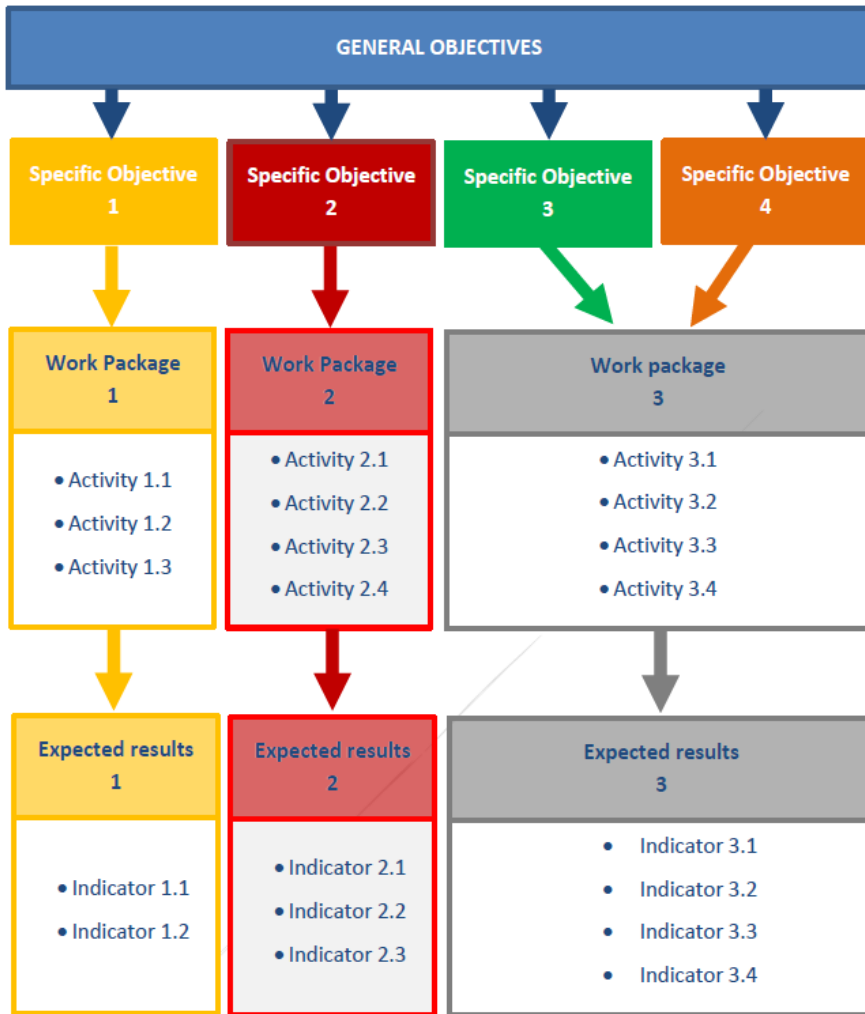 GENERAL OBJECTIVES
Specific Objective
1
Specific Objective
2
Specific Objective
3
Specific Objective
4
Work Package
1
• Activity 1.1
• Activity 1.2
• Activity 1.3
Work Package
2
• Activity 2.1
• Activity 2.2
• Activity 2.3
• Activity 2.4
Work package
3
• Activity 3.1
• Activity 3.2
• Activity 3.3
• Activity 3.4
Expected results
1
• Indicator 1.1
• Indicator 1.2
Expected results
2
• Indicator 2.1
• Indicator 2.2
• Indicator 2.3
Expected results
3
• Indicator 3.1
• Indicator 3.2
• Indicator 3.3
• Indicator 3.4